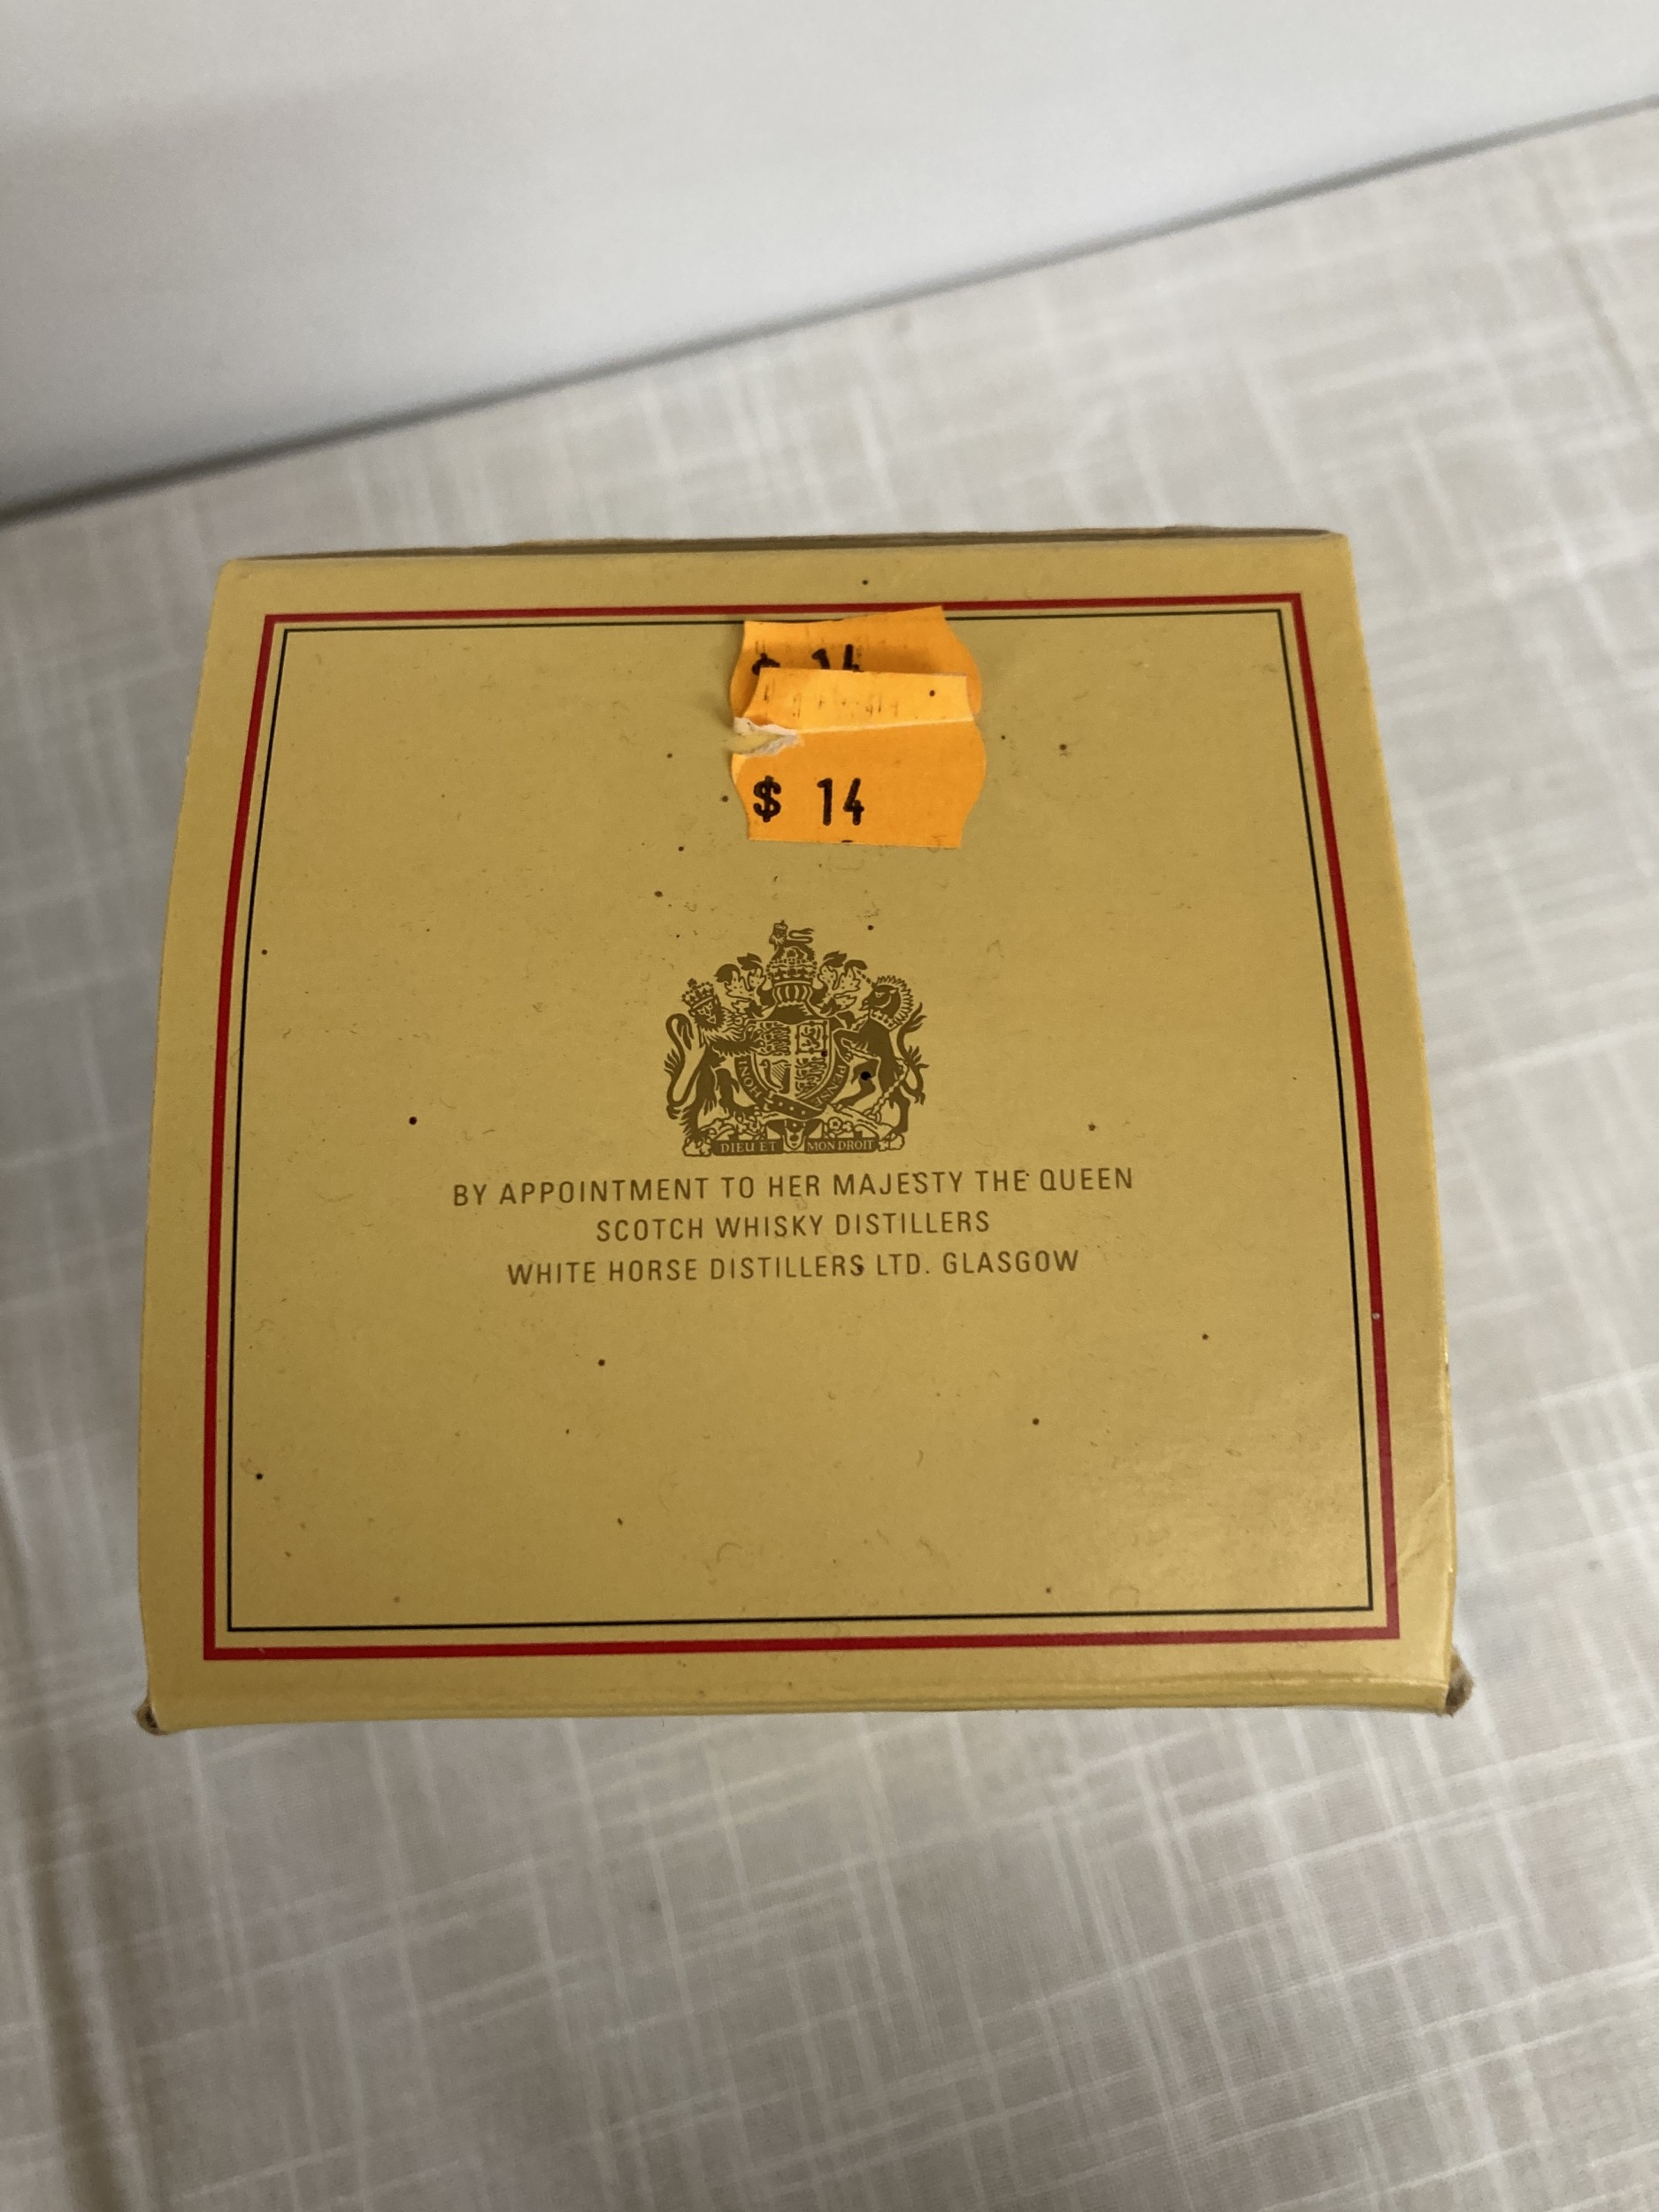 $ 14
$ 14
DIEU ET MON DROIT
BY APPOINTMENT TO HER MAJESTY THE QUEEN
SCOTCH WHISKY DISTILLERS
WHITE HORSE DISTILLERS LTD. GLASGOW